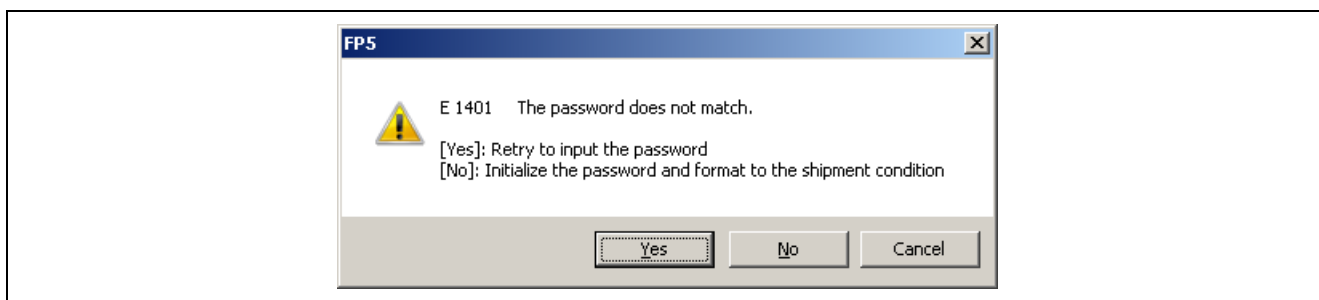 FP5
E 1401 The password does not match.
[Yes]: Retry to input the password
[No]: Initialize the password and format to the shipment condition
Yes No Cancel